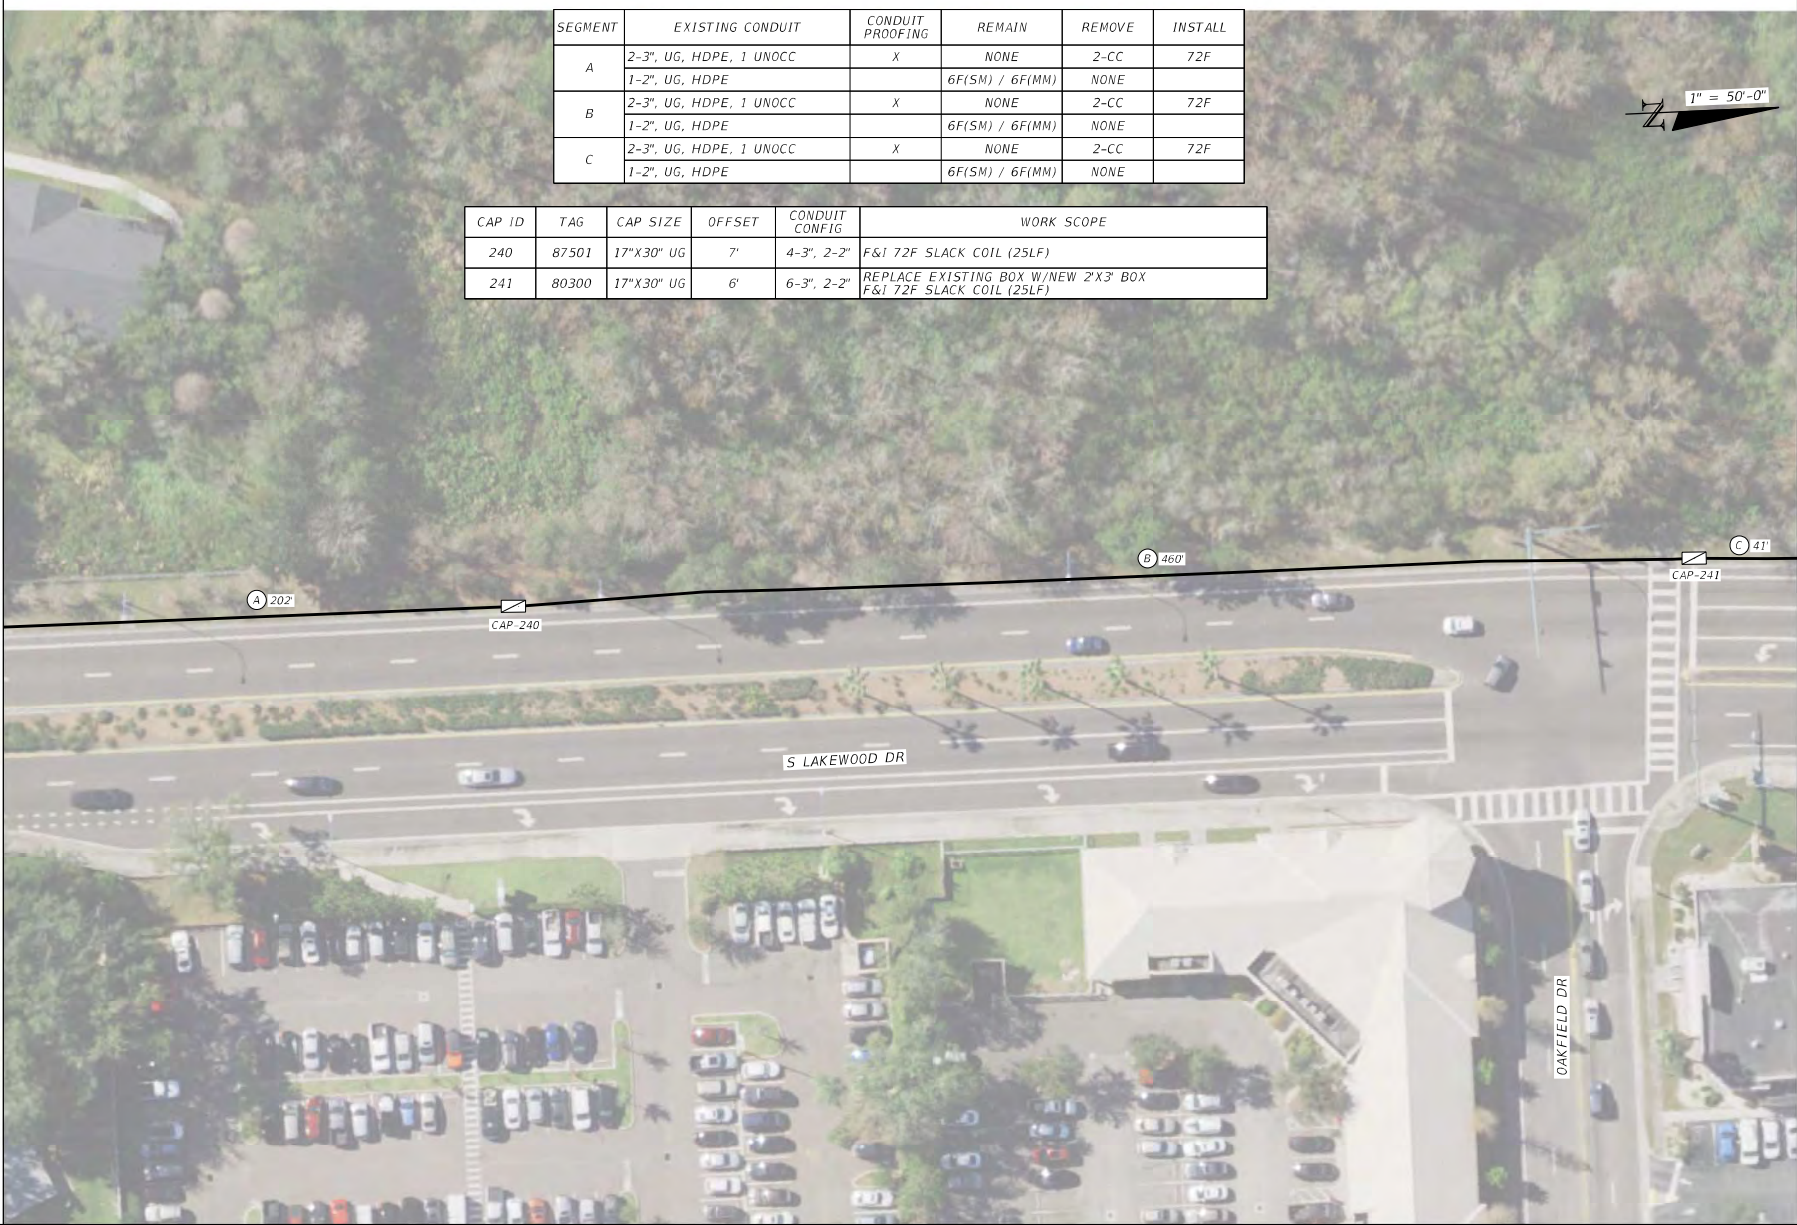 SEGMENT EXISTING CONDUIT CONDUIT PROOFING REMAIN REMOVE INSTALL
A 2-3", UG, HDPE, 1 UNOCC X NONE 2-CC 72F
1-2", UG, HDPE 6F(SM) / 6F(MM) NONE
B 2-3", UG, HDPE, 1 UNOCC X NONE 2-CC 72F
1-2", UG, HDPE 6F(SM) / 6F(MM) NONE
C 2-3", UG, HDPE, 1 UNOCC X NONE 2-CC 72F
1-2", UG, HDPE 6F(SM) / 6F(MM) NONE
Z 1" = 50'-0"
CAP ID TAG CAP SIZE OFFSET CONDUIT CONFIG WORK SCOPE
240 87501 17"X30" UG 7' 4-3", 2-2" F&I 72F SLACK COIL (25LF)
241 80300 17"X30" UG 6' 6-3", 2-2" REPLACE EXISTING BOX W/NEW 2'X3' BOX
F&I 72F SLACK COIL (25LF)
A 202'
CAP-240
B 460'
C 41'
CAP-241
S LAKEWOOD DR
OAKFIELD DR